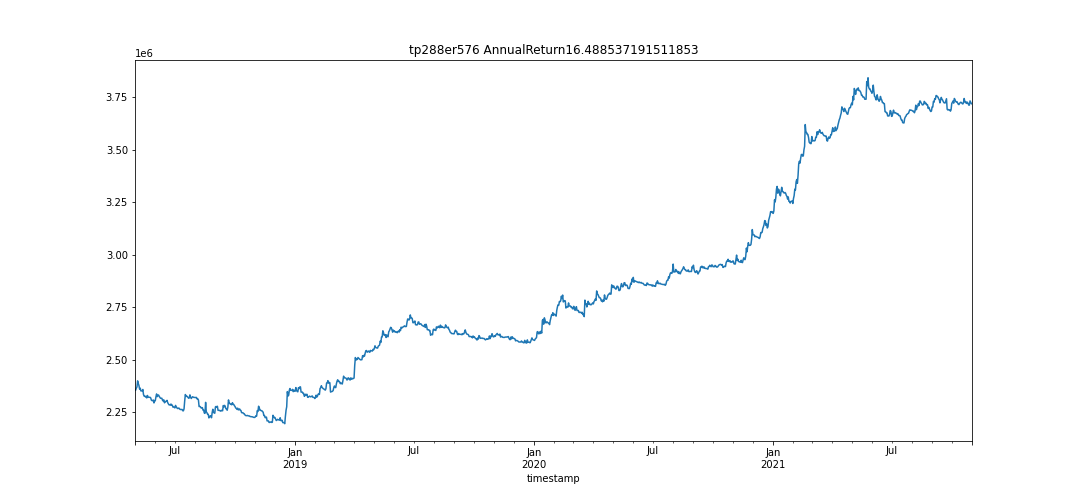 tp288er576 AnnualReturn16.488537191511853
1e6
3.75
3.50
3.25
3.00
2.75
2.50
2.25
Jul
Jan
2019
Jul
Jan
2020
Jul
Jan
2021
Jul
timestamp